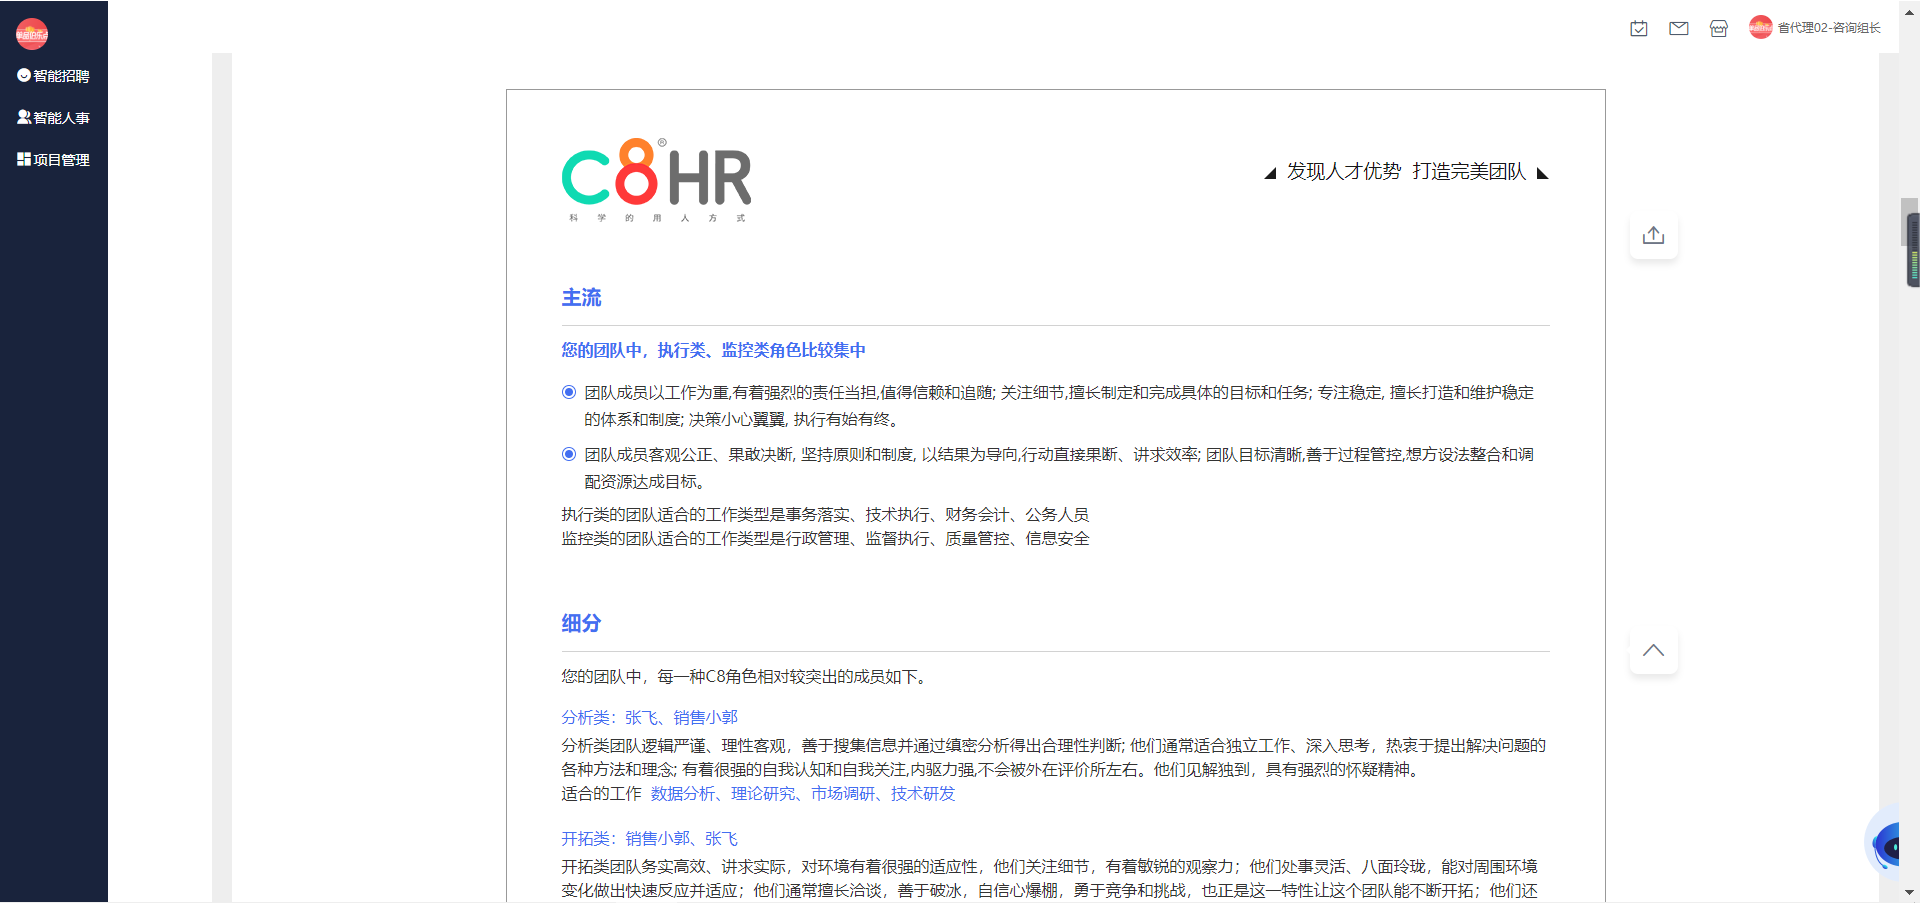 省代理02-咨询组长
智能招聘
智能人事
项目管理
C8HR®
科学的用人方式
发现人才优势 打造完美团队
主流
您的团队中，执行类、监控类角色比较集中
团队成员以工作为重,有着强烈的责任当担,值得信赖和追随; 关注细节,擅长制定和完成具体的目标和任务; 专注稳定, 擅长打造和维护稳定
的体系和制度; 决策小心翼翼, 执行有始有终。
团队成员客观公正、果敢决断, 坚持原则和制度, 以结果为导向,行动直接果断、讲求效率; 团队目标清晰,善于过程管控,想方设法整合和调
配资源达成目标。
执行类的团队适合的工作类型是事务落实、技术执行、财务会计、公务人员
监控类的团队适合的工作类型是行政管理、监督执行、质量管控、信息安全
细分
您的团队中，每一种C8角色相对较突出的成员如下。
分析类：张飞、销售小郭
分析类团队逻辑严谨、理性客观，善于搜集信息并通过缜密分析得出合理性判断; 他们通常适合独立工作、深入思考，热衷于提出解决问题的
各种方法和理念; 有着很强的自我认知和自我关注,内驱力强,不会被外在评价所左右。他们见解独到，具有强烈的怀疑精神。
适合的工作 数据分析、理论研究、市场调研、技术研发
开拓类：销售小郭、张飞
开拓类团队务实高效、讲求实际，对环境有着很强的适应性，他们关注细节，有着敏锐的观察力；他们处事灵活、八面玲珑，能对周围环境
变化做出快速反应并适应；他们通常擅长洽谈，善于破冰，自信心爆棚，勇于竞争和挑战，也正是这一特性让这个团队能不断开拓；他们还